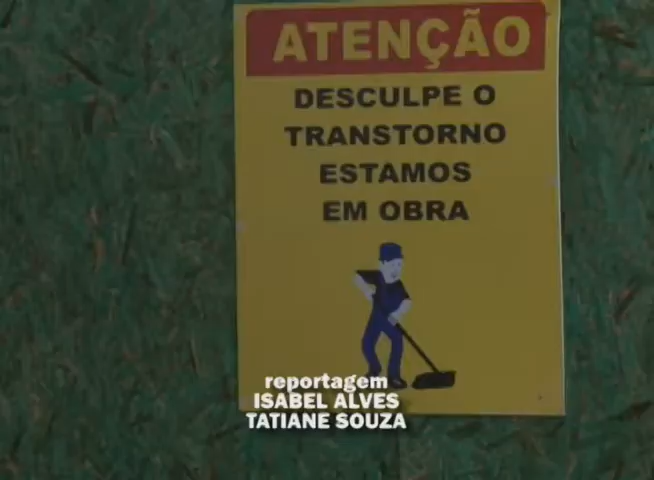 ATENÇÃO
DESCULPE O
TRANSTORNO
ESTAMOS
EM OBRA
reportagem
ISABEL ALVES
TATIANE SOUZA